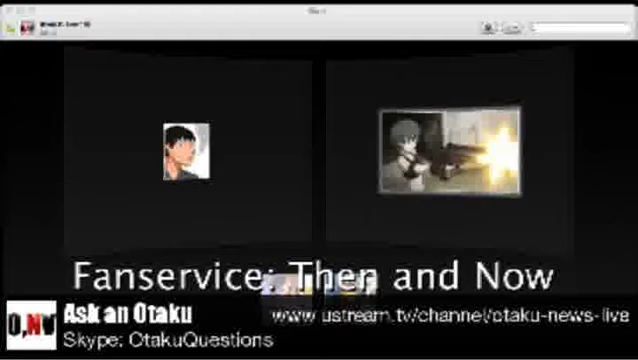 Fanservice: Then and Now
O,N
Ask an Otaku
www.ustream.tv/channel/otaku-news-live
Skype: OtakuQuestions